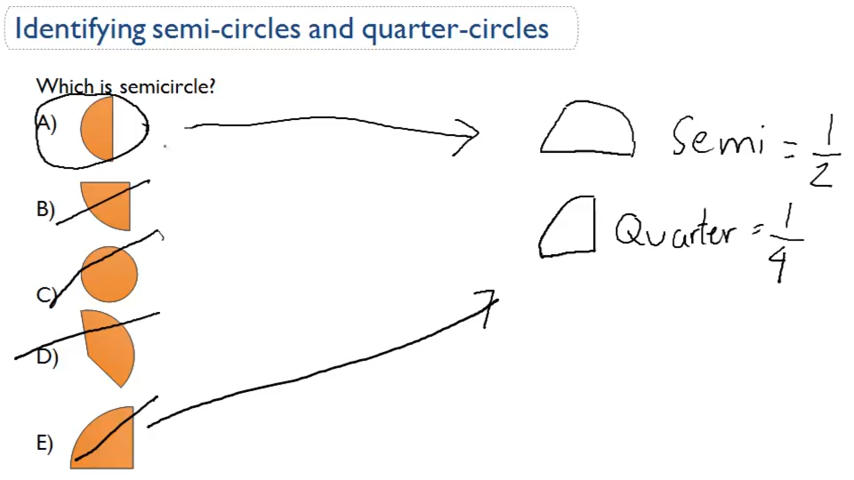 Identifying semi-circles and quarter-circles
Which is semicircle?
A)
Semi = 1/2
B)
Quarter = 1/4
C)
D)
E)